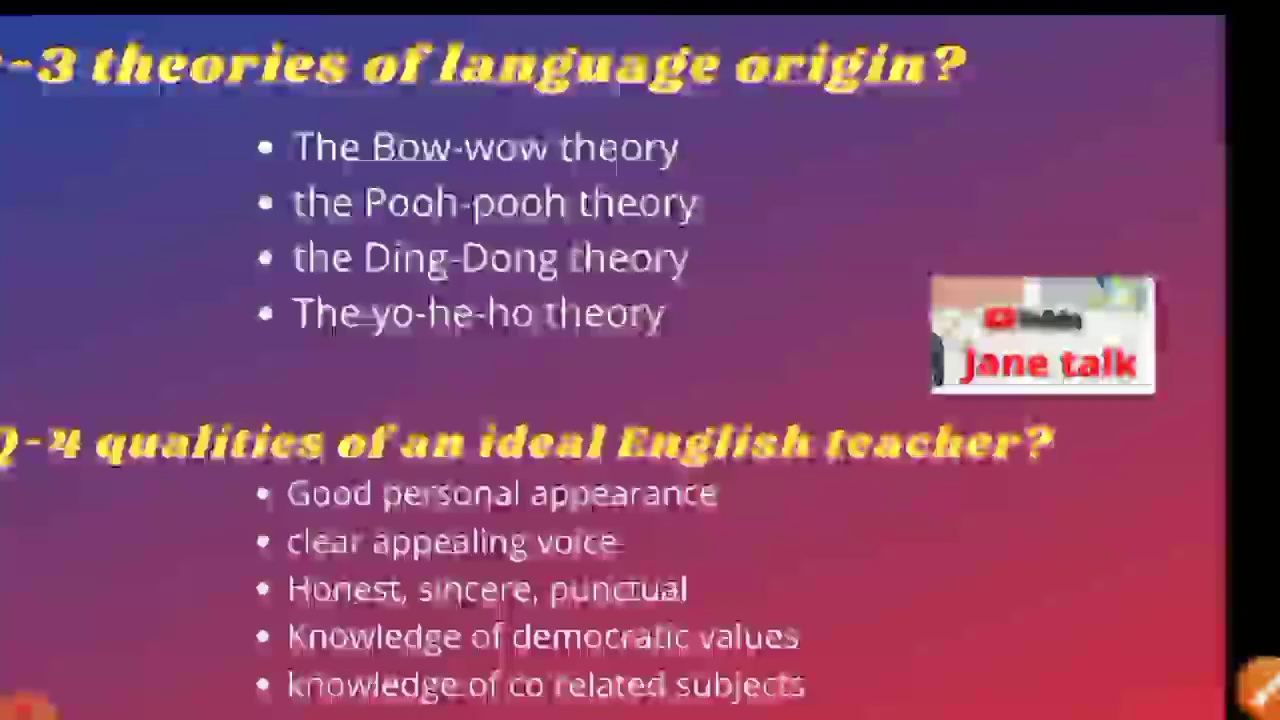 -3 theories of language origin?
• The Bow-wow theory
• the Pooh-pooh theory
• the Ding-Dong theory
• The yo-he-ho theory
Jane talk
Q-4 qualities of an ideal English teacher?
• Good personal appearance
• clear appealing voice
• Honest, sincere, punctual
• Knowledge of democratic values
• knowledge of co related subjects